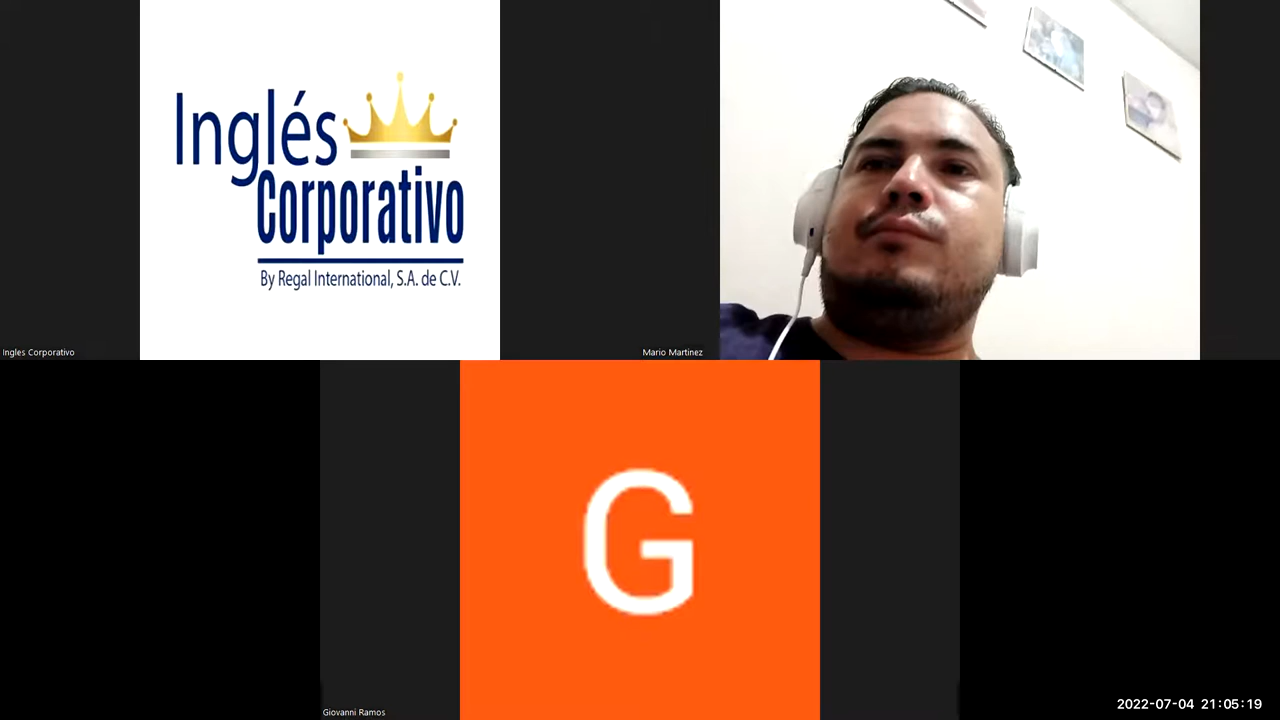 Inglés
Corporativo
By Regal International, S.A. de C.V.
Ingles Corporativo
Mario Martinez
G
Giovanni Ramos
2022-07-04 21:05:19